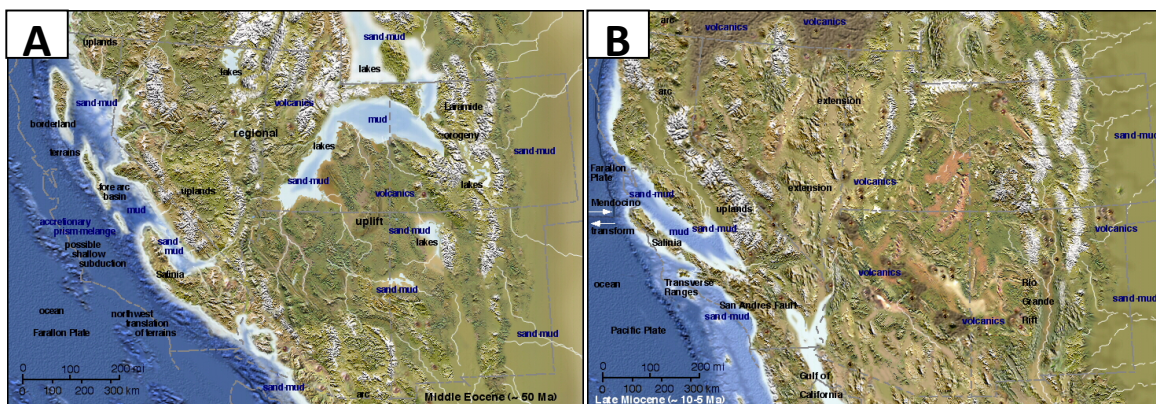 A
uplands
sand-mud
lakes
lakes
sand-mud
borderland
volcanics
Laramide
mud
regional
orogeny
terrains
lakes
sand-mud
fore arc
basin
uplands
sand-mud
volcanics
lakes
mud
accretionary
prism-melange
uplift
sand-mud
possible
shallow
subduction
sand-
mud
lakes
Salinia
sand-mud
ocean
northwest
translation
of terrains
Farallon Plate
sand-mud
0 100 200 mi
0 100 200 300 km
sand-mud
arc
Middle Eocene (~ 50 Ma)
B
arc
volcanics
volcanics
arc
extension
sand-mud
Farallon
Plate
extension
volcanics
sand-mud
Mendocino
uplands
mud
sand-mud
volcanics
transform
Salinia
volcanics
ocean
Transverse
Ranges
Rio
San Andres Fault
Grande
sand-mud
sand-mud
Pacific Plate
volcanics
Rift
0 100 200 mi
0 100 200 300 km
Gulf of
California
Late Miocene (~ 10-5 Ma)